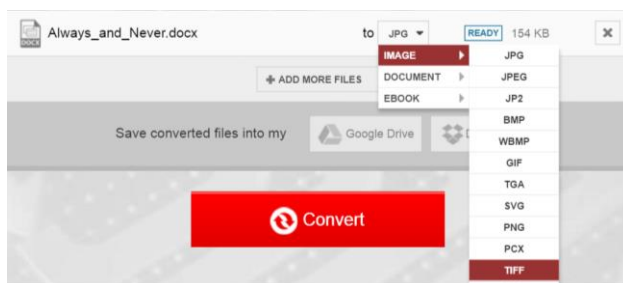 Always_and_Never.docx to JPG READY 154 KB
DOCX
IMAGE JPG
DOCUMENT JPEG
+ ADD MORE FILES
EBOOK JP2
BMP
Save converted files into my Google Drive D
WBMP
GIF
TGA
SVG
Convert
PNG
PCX
TIFF